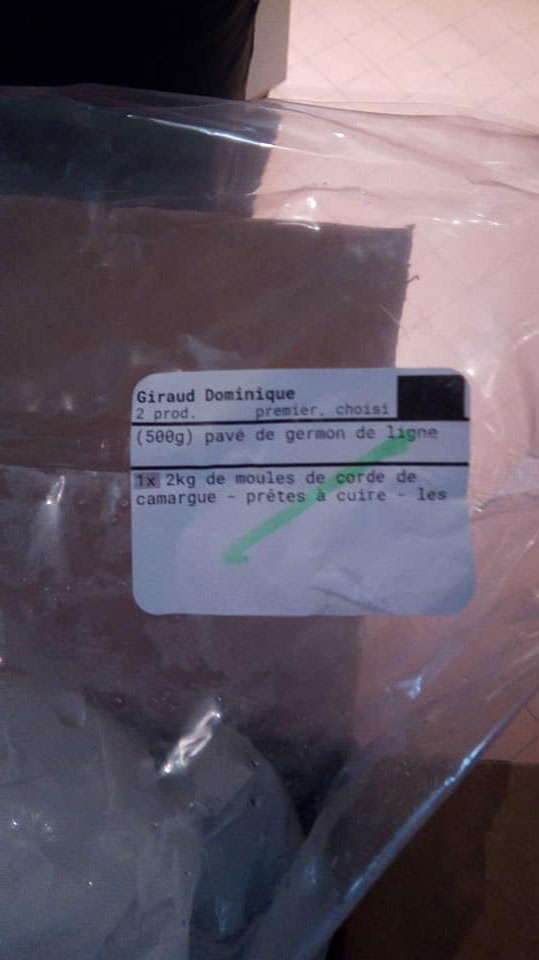 Giraud Dominique
2 prod. premier, choisi
(500g) pavé de germon de ligne
1x 2kg de moules de corde de
camargue - prêtes à cuire - les